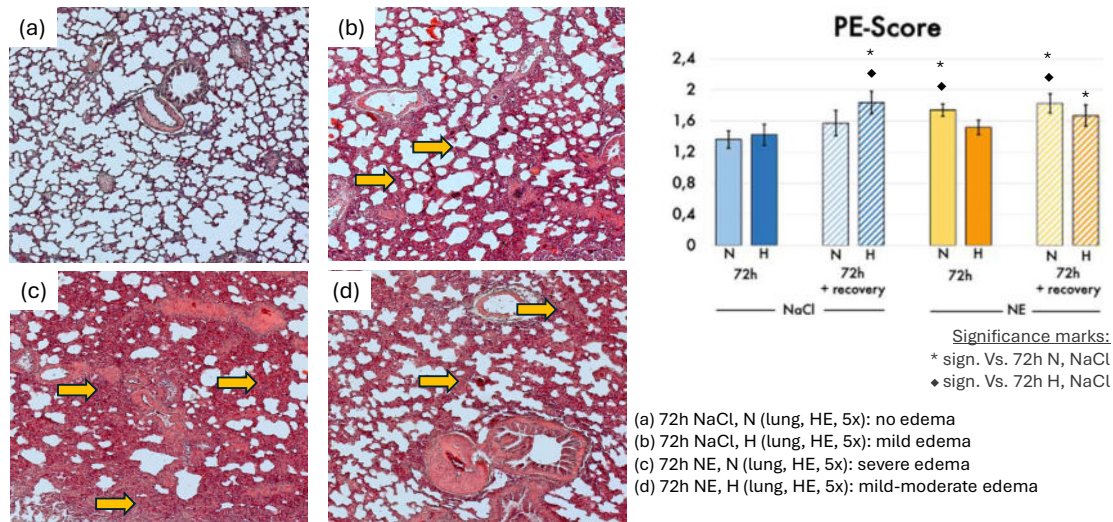 (a)
(b)
(c)
(d)
PE-Score
2,4
2
1,6
1,2
0,8
0,4
0
*
◆
*
◆
*
◆
*
N H N H N H N H
72h 72h + recovery 72h 72h + recovery
NaCl NE
Significance marks:
* sign. Vs. 72h N, NaCl
◆ sign. Vs. 72h H, NaCl
(a) 72h NaCl, N (lung, HE, 5x): no edema
(b) 72h NaCl, H (lung, HE, 5x): mild edema
(c) 72h NE, N (lung, HE, 5x): severe edema
(d) 72h NE, H (lung, HE, 5x): mild-moderate edema